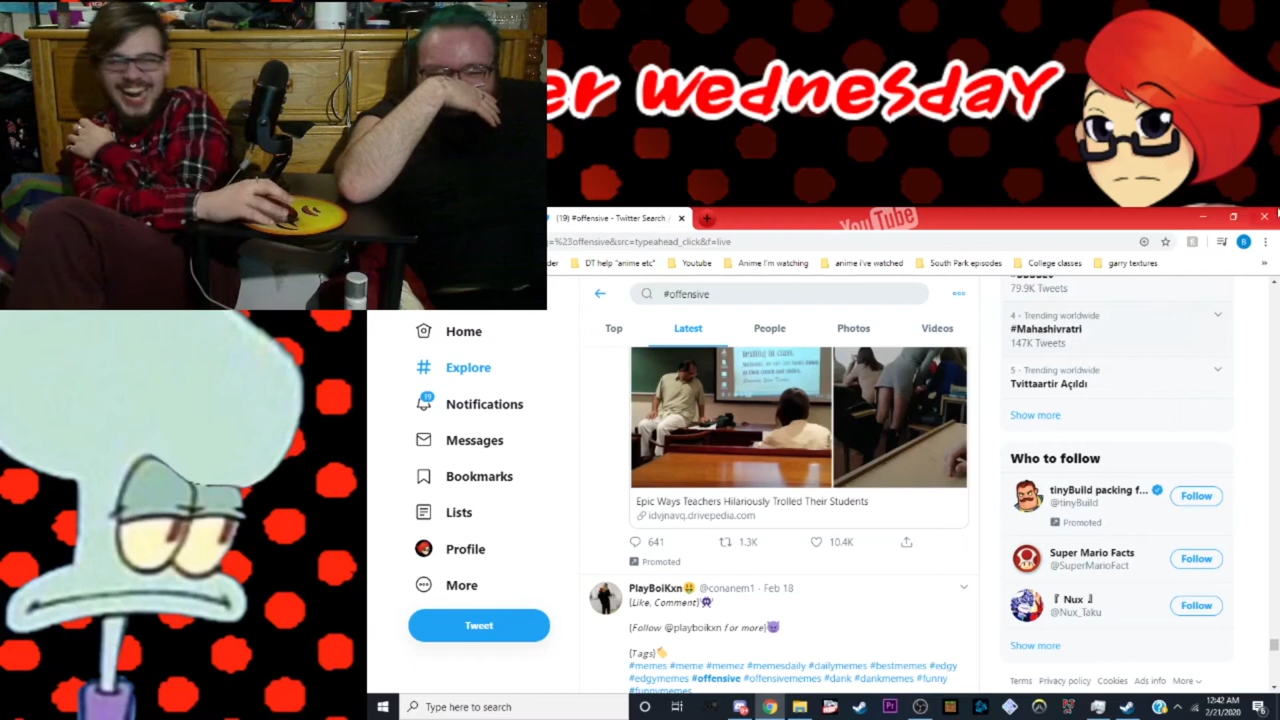 er wednesday
(19) #offensive - Twitter Search
YouTube
=%23offensive&src=typeahead_click&f=live
DT help "anime etc"
Youtube
Anime I'm watching
anime i've watched
South Park episodes
College classes
garry textures
#offensive
Top
Latest
People
Photos
Videos
Home
Explore
19
Notifications
Messages
Bookmarks
Lists
Profile
More
Tweet
Epic Ways Teachers Hilariously Trolled Their Students
idvjnavq.drivepedia.com
641
1.3K
10.4K
Promoted
PlayBoiKxn @conanem1 · Feb 18
(Like, Comment)
(Follow @playboikxn for more)
(Tags)
#memes #meme #memez #memesdaily #dailymemes #bestmemes #edgy
#edgymemes #offensive #offensivememes #dank #dankmemes #funny
#funnymemes
79.9K Tweets
4 - Trending worldwide
#Mahashivratri
147K Tweets
5 - Trending worldwide
Tvittaartir Açıldı
Show more
Who to follow
tinyBuild packing f...
@tinyBuild
Promoted
Follow
Super Mario Facts
@SuperMarioFact
Follow
『 Nux 』
@Nux_Taku
Follow
Show more
Terms Privacy policy Cookies Ads info More
Type here to search
12:42 AM
2/21/2020